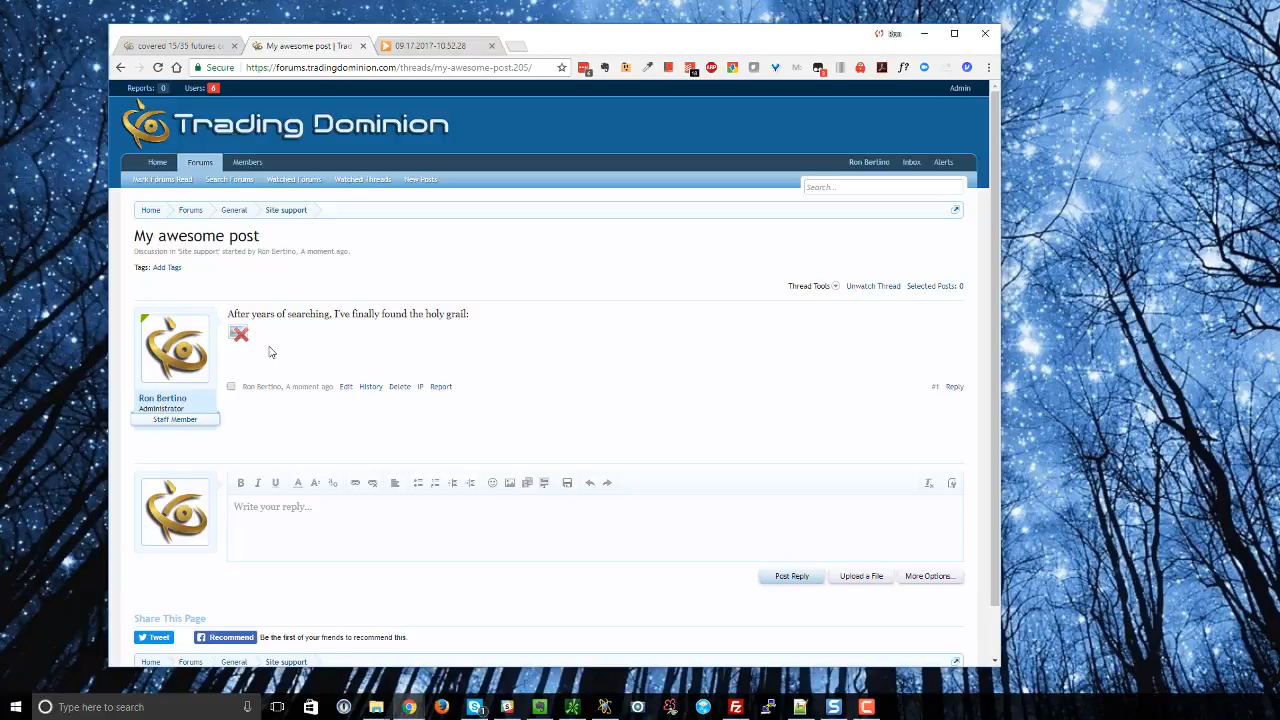 covered 15/35 futures c
My awesome post | Trad
09.17.2017-10.52.28
Secure
https://forums.tradingdominion.com/threads/my-awesome-post.205/
Reports: 0
Users: 6
Admin
Trading Dominion
Home
Forums
Members
Ron Bertino
Inbox
Alerts
Mark Forums Read
Search Forums
Watched Forums
Watched Threads
New Posts
Search...
Home
Forums
General
Site support
My awesome post
Discussion in 'Site support' started by Ron Bertino, A moment ago.
Tags: Add Tags
Thread Tools
Unwatch Thread
Selected Posts: 0
After years of searching, I've finally found the holy grail:
Ron Bertino, A moment ago
Edit
History
Delete
IP
Report
#1
Reply
Ron Bertino
Administrator
Staff Member
Write your reply...
Post Reply
Upload a File
More Options...
Share This Page
Tweet
Recommend
Be the first of your friends to recommend this.
Home
Forums
General
Site support
Type here to search